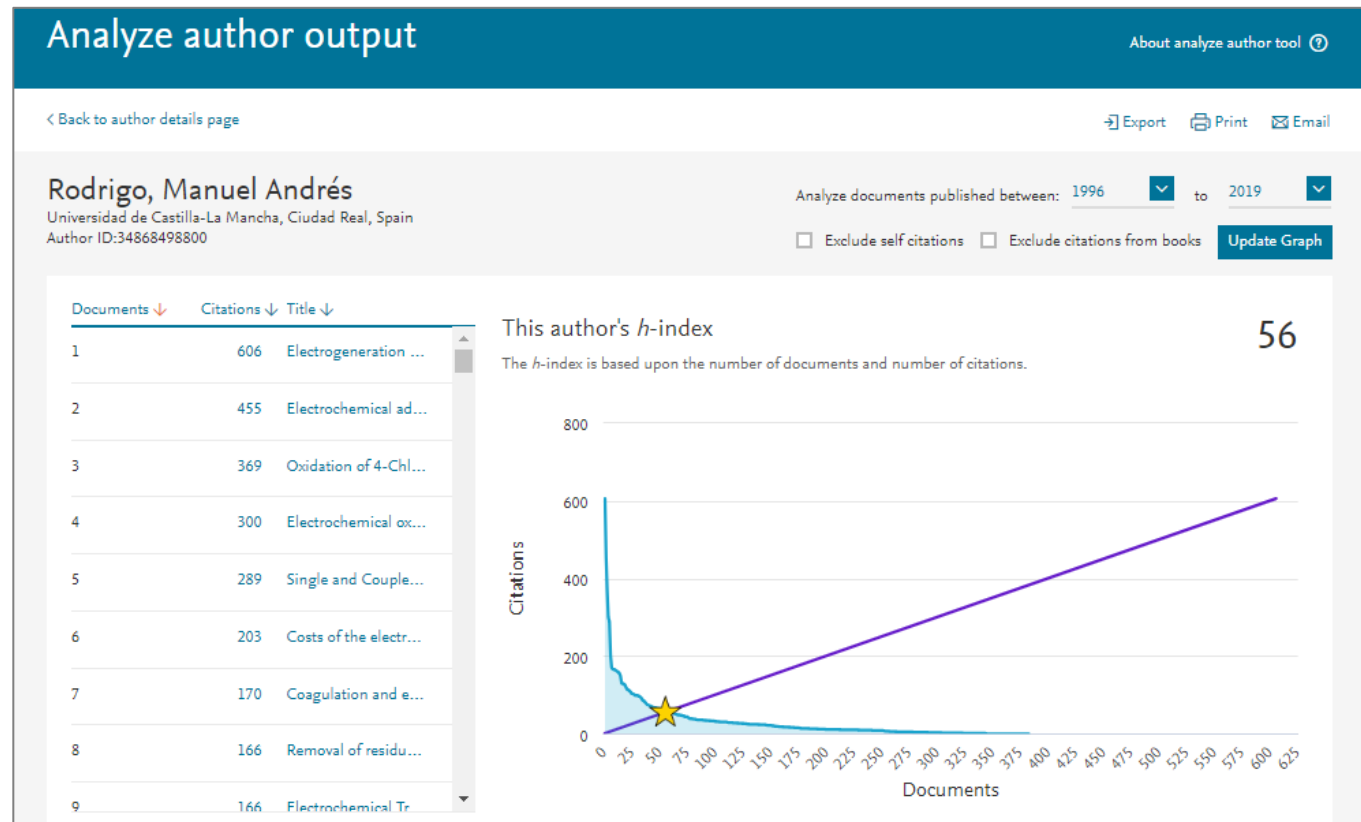 Analyze author output
About analyze author tool ?
< Back to author details page
Export Print Email
Rodrigo, Manuel Andrés
Universidad de Castilla-La Mancha, Ciudad Real, Spain
Author ID:34868498800
Analyze documents published between: 1996 to 2019
Exclude self citations Exclude citations from books Update Graph
Documents Citations Title
1 606 Electrogeneration ...
2 455 Electrochemical ad...
3 369 Oxidation of 4-Chl...
4 300 Electrochemical ox...
5 289 Single and Couple...
6 203 Costs of the electr...
7 170 Coagulation and e...
8 166 Removal of residu...
9 166 Electrochemical Tr
This author's h-index
56
The h-index is based upon the number of documents and number of citations.
Citations
800
600
400
200
0
0 25 50 75 100 125 150 175 200 225 250 275 300 325 350 375 400 425 450 475 500 525 550 575 600 625
Documents